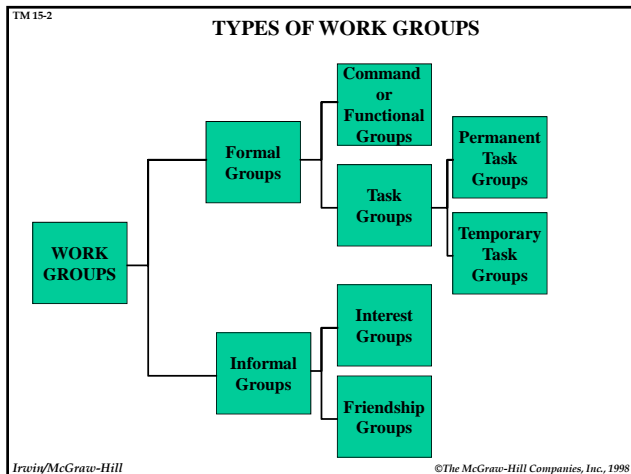 TM 15-2
TYPES OF WORK GROUPS
Command
or
Functional
Groups
Formal
Groups
Permanent
Task
Groups
Task
Groups
Temporary
Task
Groups
WORK
GROUPS
Interest
Groups
Informal
Groups
Friendship
Groups
Irwin/McGraw-Hill
©The McGraw-Hill Companies, Inc., 1998